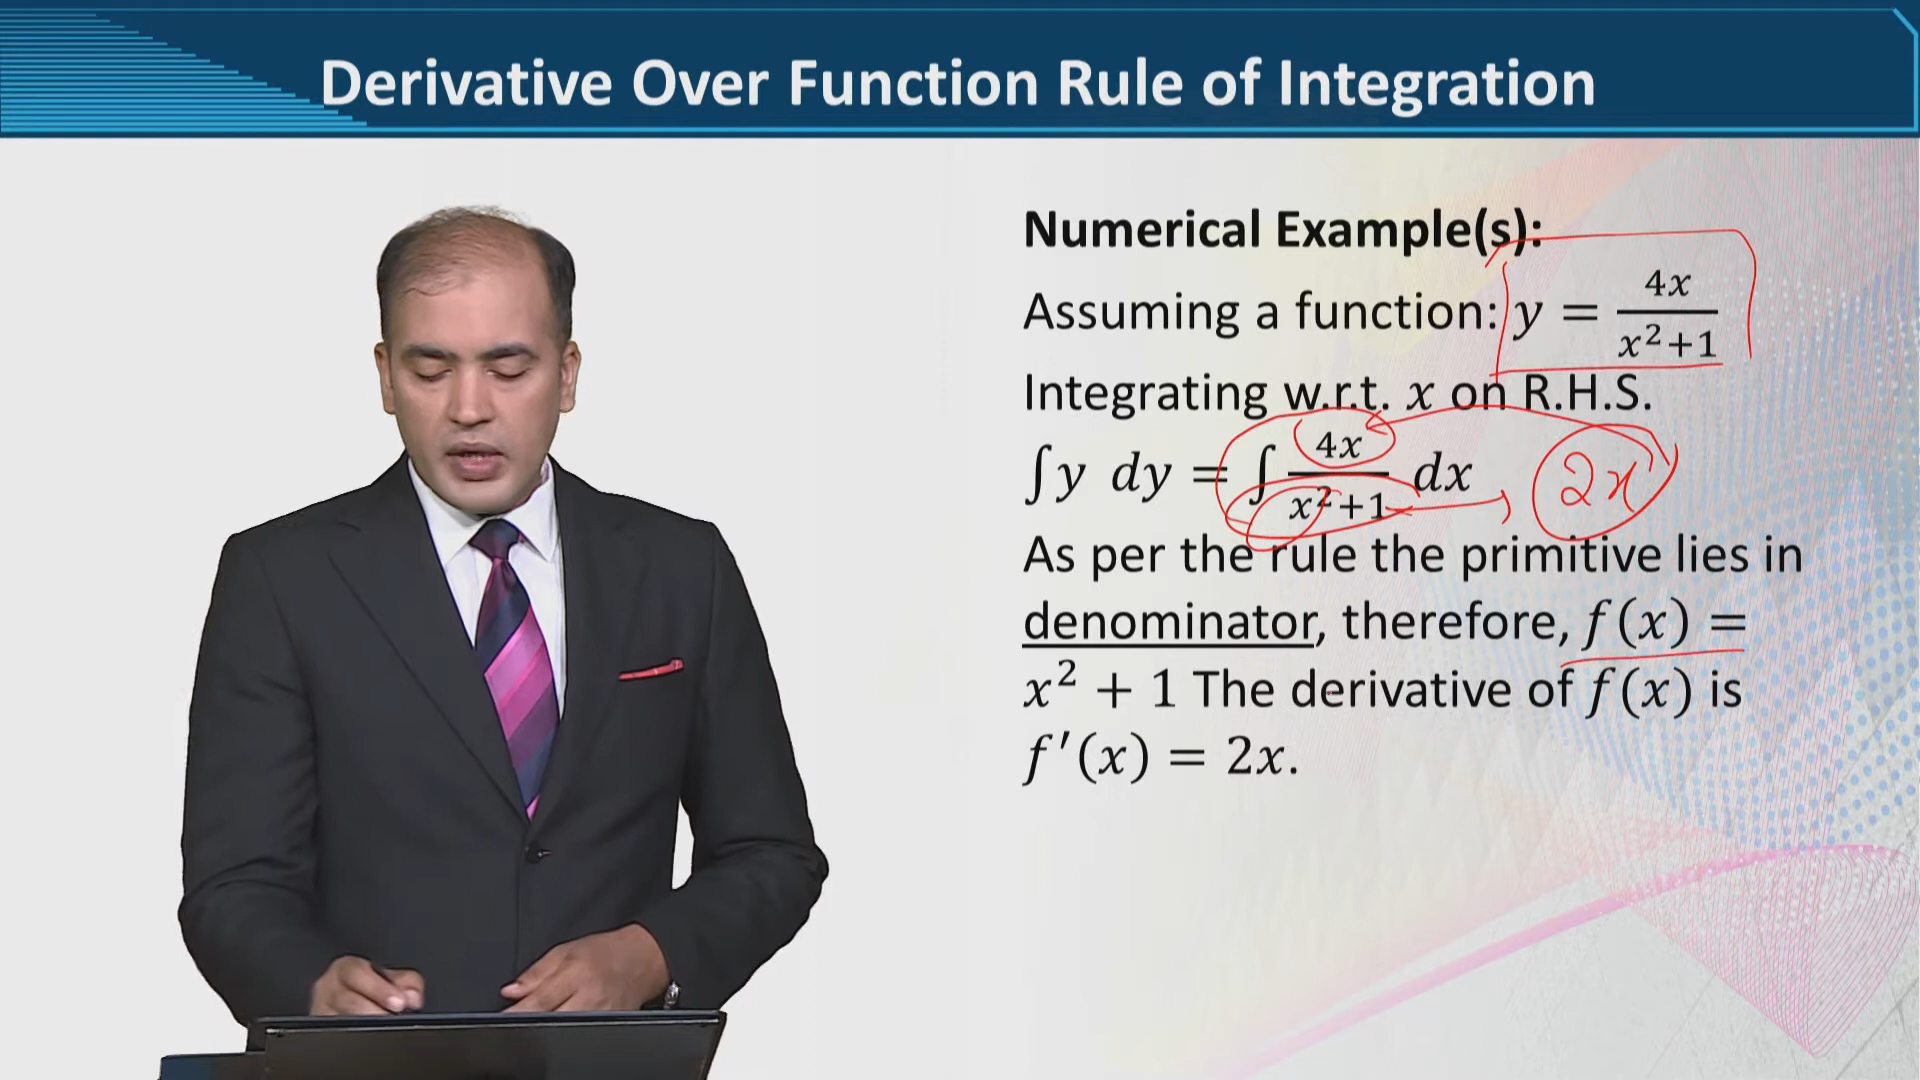 Derivative Over Function Rule of Integration
Numerical Example(s):
Assuming a function: y = 4x / x²+1
Integrating w.r.t. x on R.H.S.
∫y dy = ∫ 4x / x²+1 dx 2x
As per the rule the primitive lies in
denominator, therefore, f(x) =
x² + 1 The derivative of f(x) is
f′(x) = 2x.